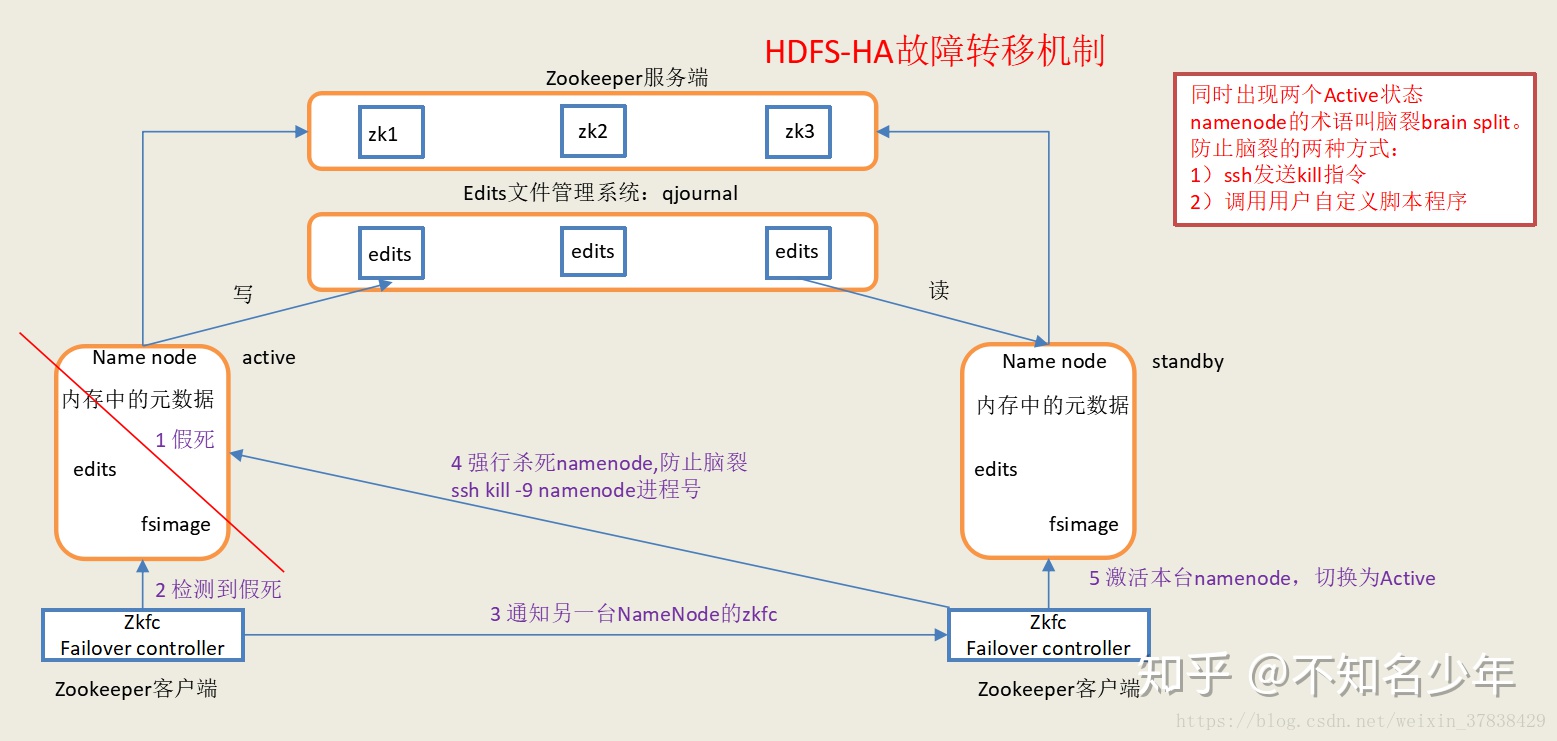 HDFS-HA故障转移机制
Zookeeper服务端
zk1
zk2
zk3
同时出现两个Active状态
namenode的术语叫脑裂brain split。
防止脑裂的两种方式：
1）ssh发送kill指令
2）调用用户自定义脚本程序
Edits文件管理系统：qjournal
edits
edits
edits
写
读
Name node
active
内存中的元数据
1 假死
edits
fsimage
Name node
standby
内存中的元数据
edits
fsimage
4 强行杀死namenode,防止脑裂
ssh kill -9 namenode进程号
2 检测到假死
5 激活本台namenode，切换为Active
3 通知另一台NameNode的zkfc
Zkfc
Failover controller
Zookeeper客户端
Zkfc
Failover controller
Zookeeper客户端
知乎 @不知名少年
https://blog.csdn.net/weixin_37838429